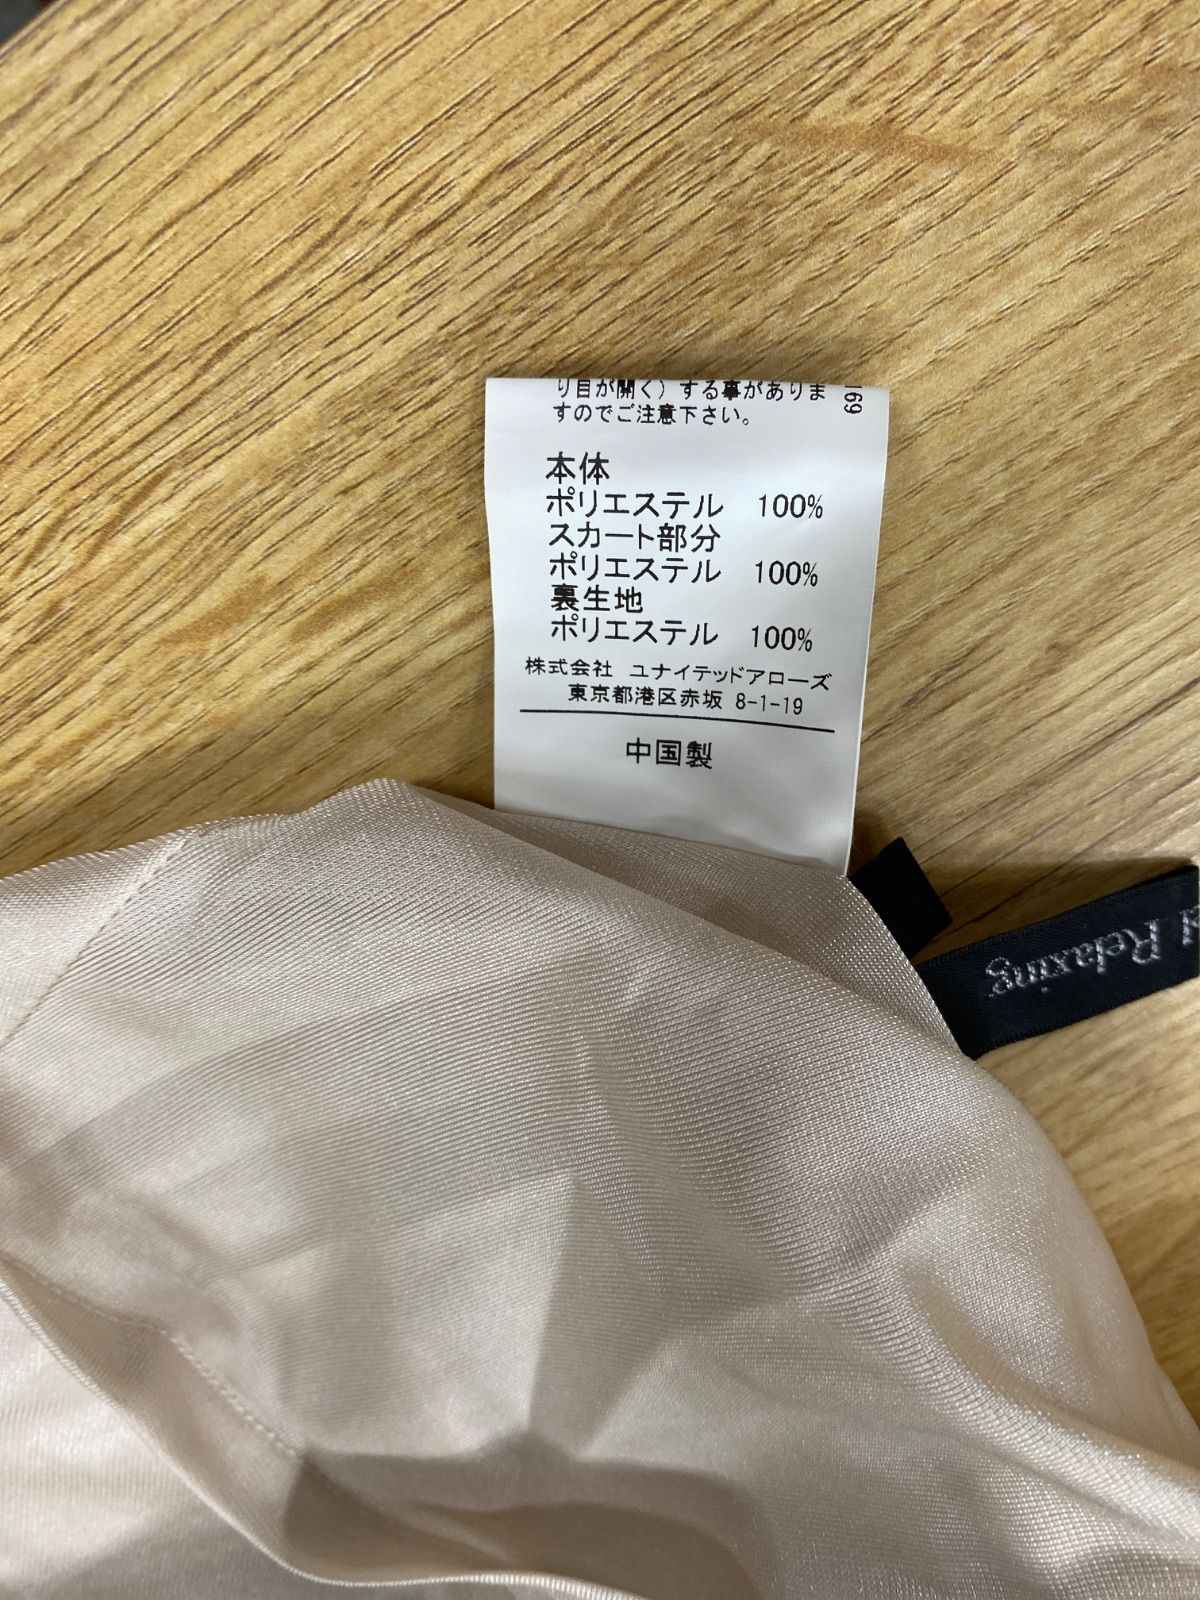 り目が開く）する事がありま
すのでご注意下さい。
169
本体
ポリエステル 100%
スカート部分
ポリエステル 100%
裏生地
ポリエステル 100%
株式会社 ユナイテッドアローズ
東京都港区赤坂 8-1-19
中国製
Relaxing